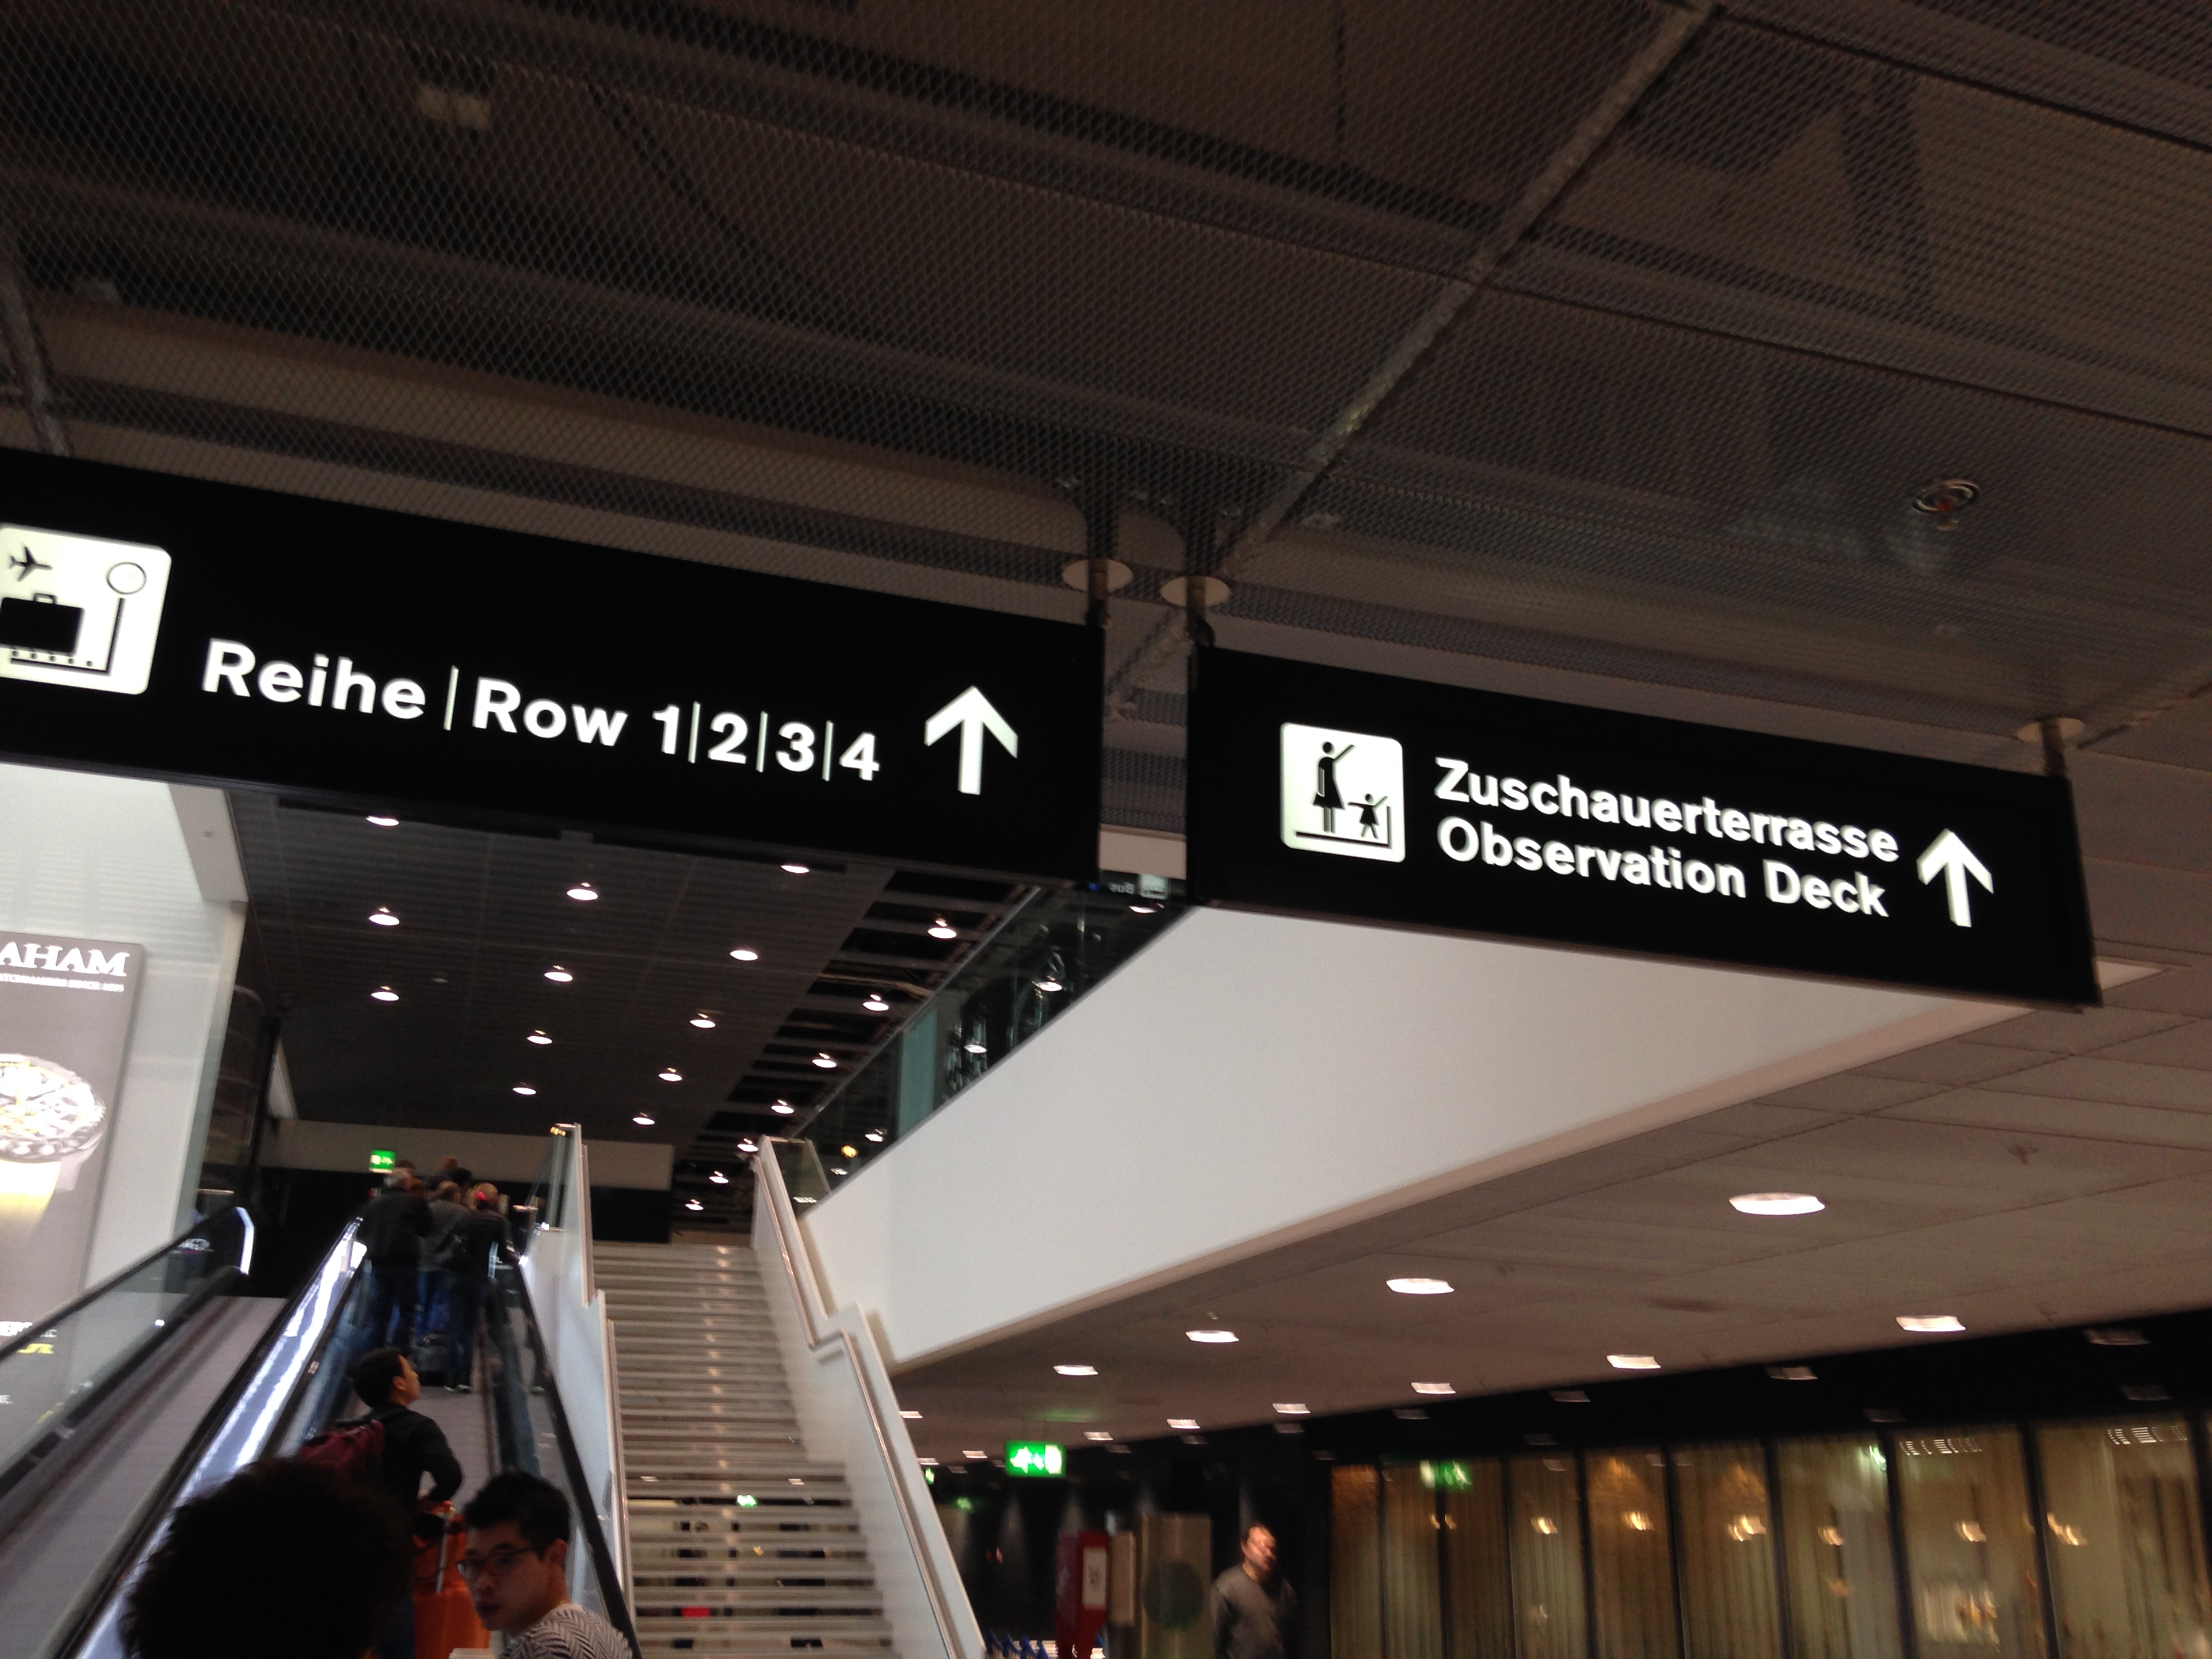 Reihe | Row 1|2|3|4
Zuschauerterrasse
Observation Deck
AHAM